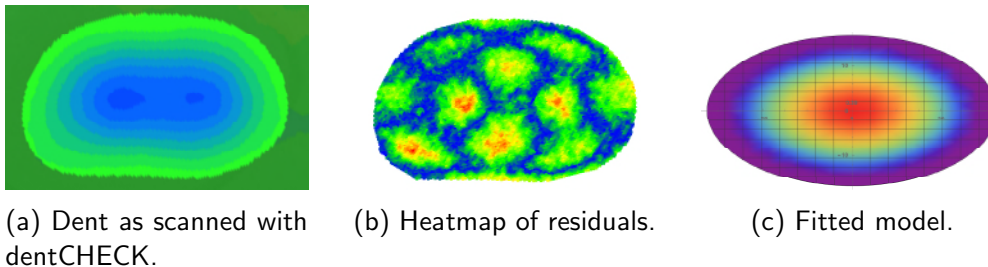 (a) Dent as scanned with
dentCHECK.
(b) Heatmap of residuals.
(c) Fitted model.